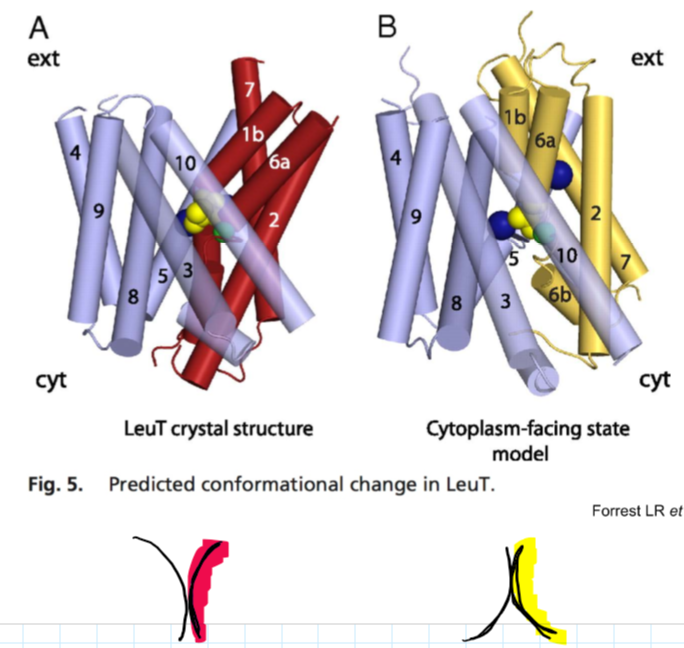 A
B
ext
ext
7
1b
6a
4
10
9
2
5
3
8
1b
6a
4
9
2
5
10
7
6b
8
3
cyt
cyt
LeuT crystal structure
Cytoplasm-facing state
model
Fig. 5. Predicted conformational change in LeuT.
Forrest LR et